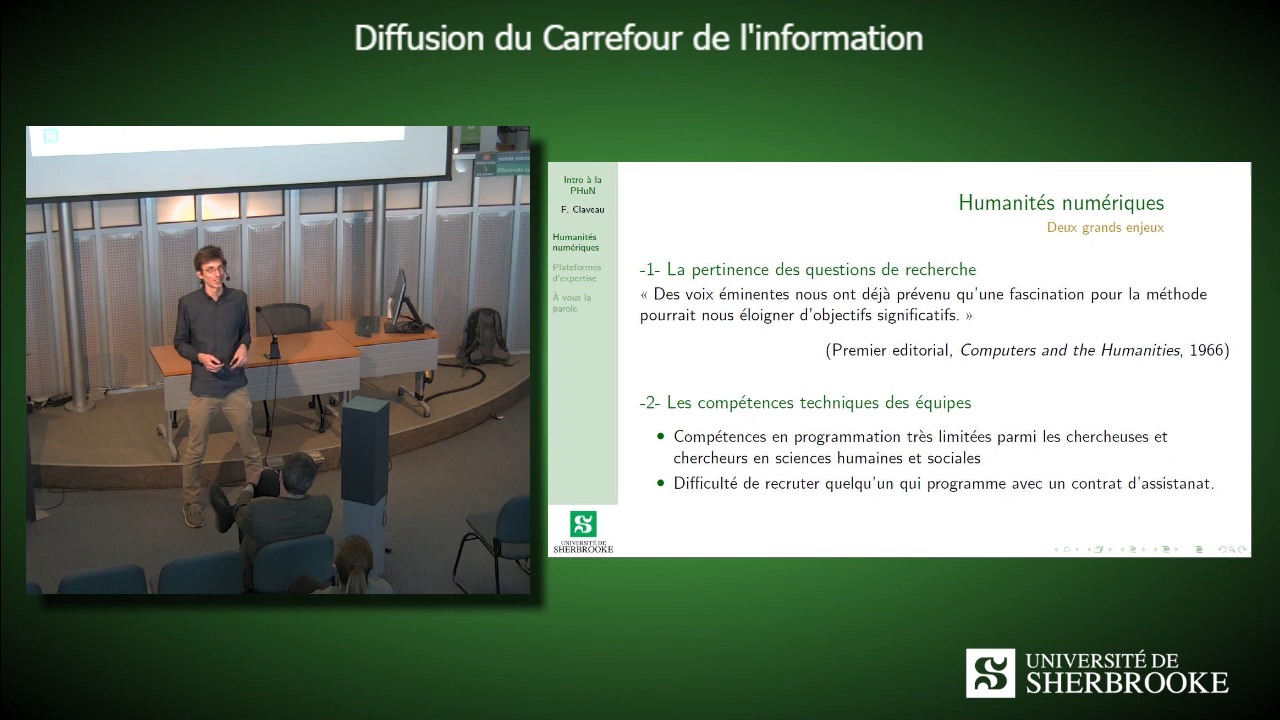 Diffusion du Carrefour de l'information
Intro à la
PHuN
F. Claveau
Humanités
numériques
Plateformes
d'expertise
À vous la
parole
UNIVERSITÉ DE
SHERBROOKE
Humanités numériques
Deux grands enjeux
-1- La pertinence des questions de recherche
« Des voix éminentes nous ont déjà prévenu qu'une fascination pour la méthode
pourrait nous éloigner d'objectifs significatifs. »
(Premier editorial, Computers and the Humanities, 1966)
-2- Les compétences techniques des équipes
• Compétences en programmation très limitées parmi les chercheuses et
chercheurs en sciences humaines et sociales
• Difficulté de recruter quelqu'un qui programme avec un contrat d'assistanat.
UNIVERSITÉ DE
SHERBROOKE